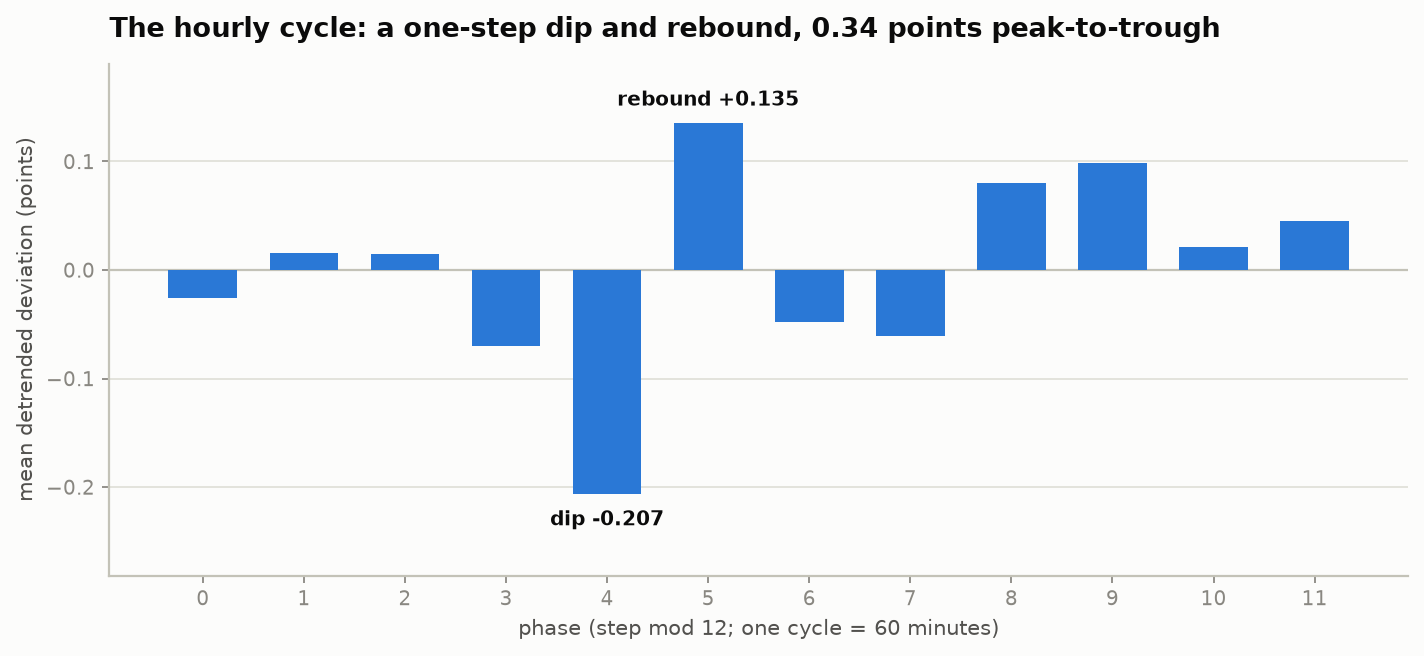 The hourly cycle: a one-step dip and rebound, 0.34 points peak-to-trough
mean detrended deviation (points)
0.1
0.0
−0.1
−0.2
rebound +0.135
dip -0.207
0 1 2 3 4 5 6 7 8 9 10 11
phase (step mod 12; one cycle = 60 minutes)